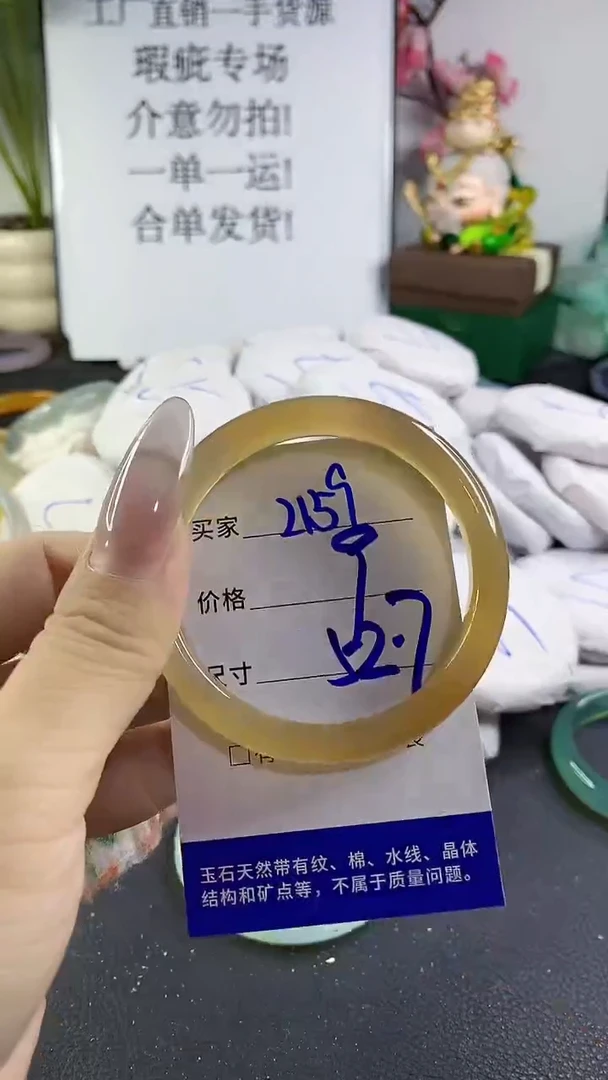 工厂直销一手货源
瑕疵专场
介意勿拍!
一单一运!
合单发货!
买家 2159
价格
尺寸 52.7
玉石天然带有纹、棉、水线、晶体
结构和矿点等，不属于质量问题。